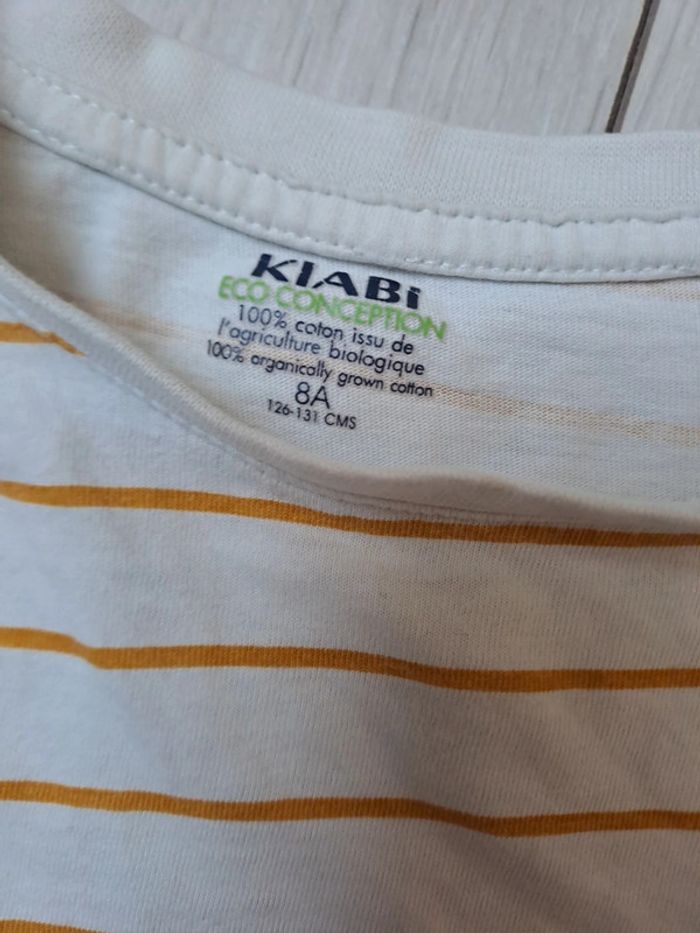 KIABi
ECO CONCEPTION
100% coton issu de
l'agriculture biologique
100% organically grown cotton
8A
126-131 CMS